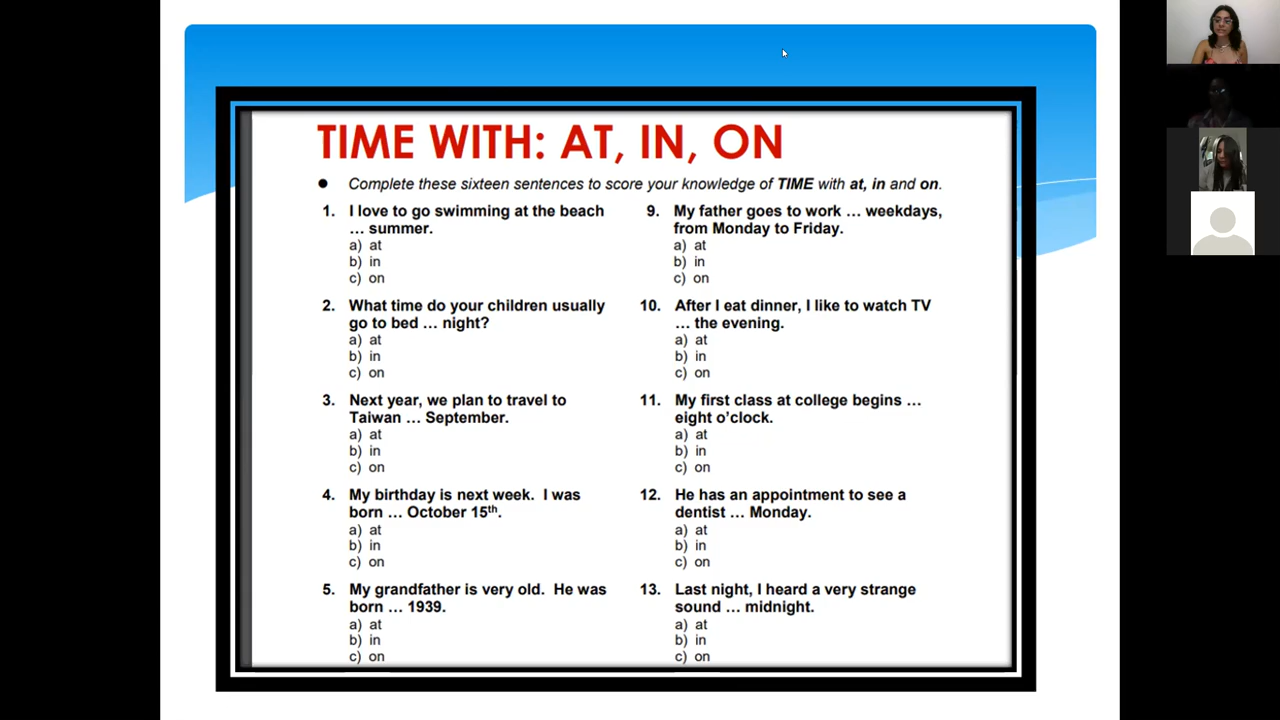 TIME WITH: AT, IN, ON
● Complete these sixteen sentences to score your knowledge of TIME with at, in and on.
1. I love to go swimming at the beach
… summer.
a) at
b) in
c) on
2. What time do your children usually
go to bed … night?
a) at
b) in
c) on
3. Next year, we plan to travel to
Taiwan … September.
a) at
b) in
c) on
4. My birthday is next week. I was
born … October 15th.
a) at
b) in
c) on
5. My grandfather is very old. He was
born … 1939.
a) at
b) in
c) on
9. My father goes to work … weekdays,
from Monday to Friday.
a) at
b) in
c) on
10. After I eat dinner, I like to watch TV
… the evening.
a) at
b) in
c) on
11. My first class at college begins …
eight o’clock.
a) at
b) in
c) on
12. He has an appointment to see a
dentist … Monday.
a) at
b) in
c) on
13. Last night, I heard a very strange
sound … midnight.
a) at
b) in
c) on